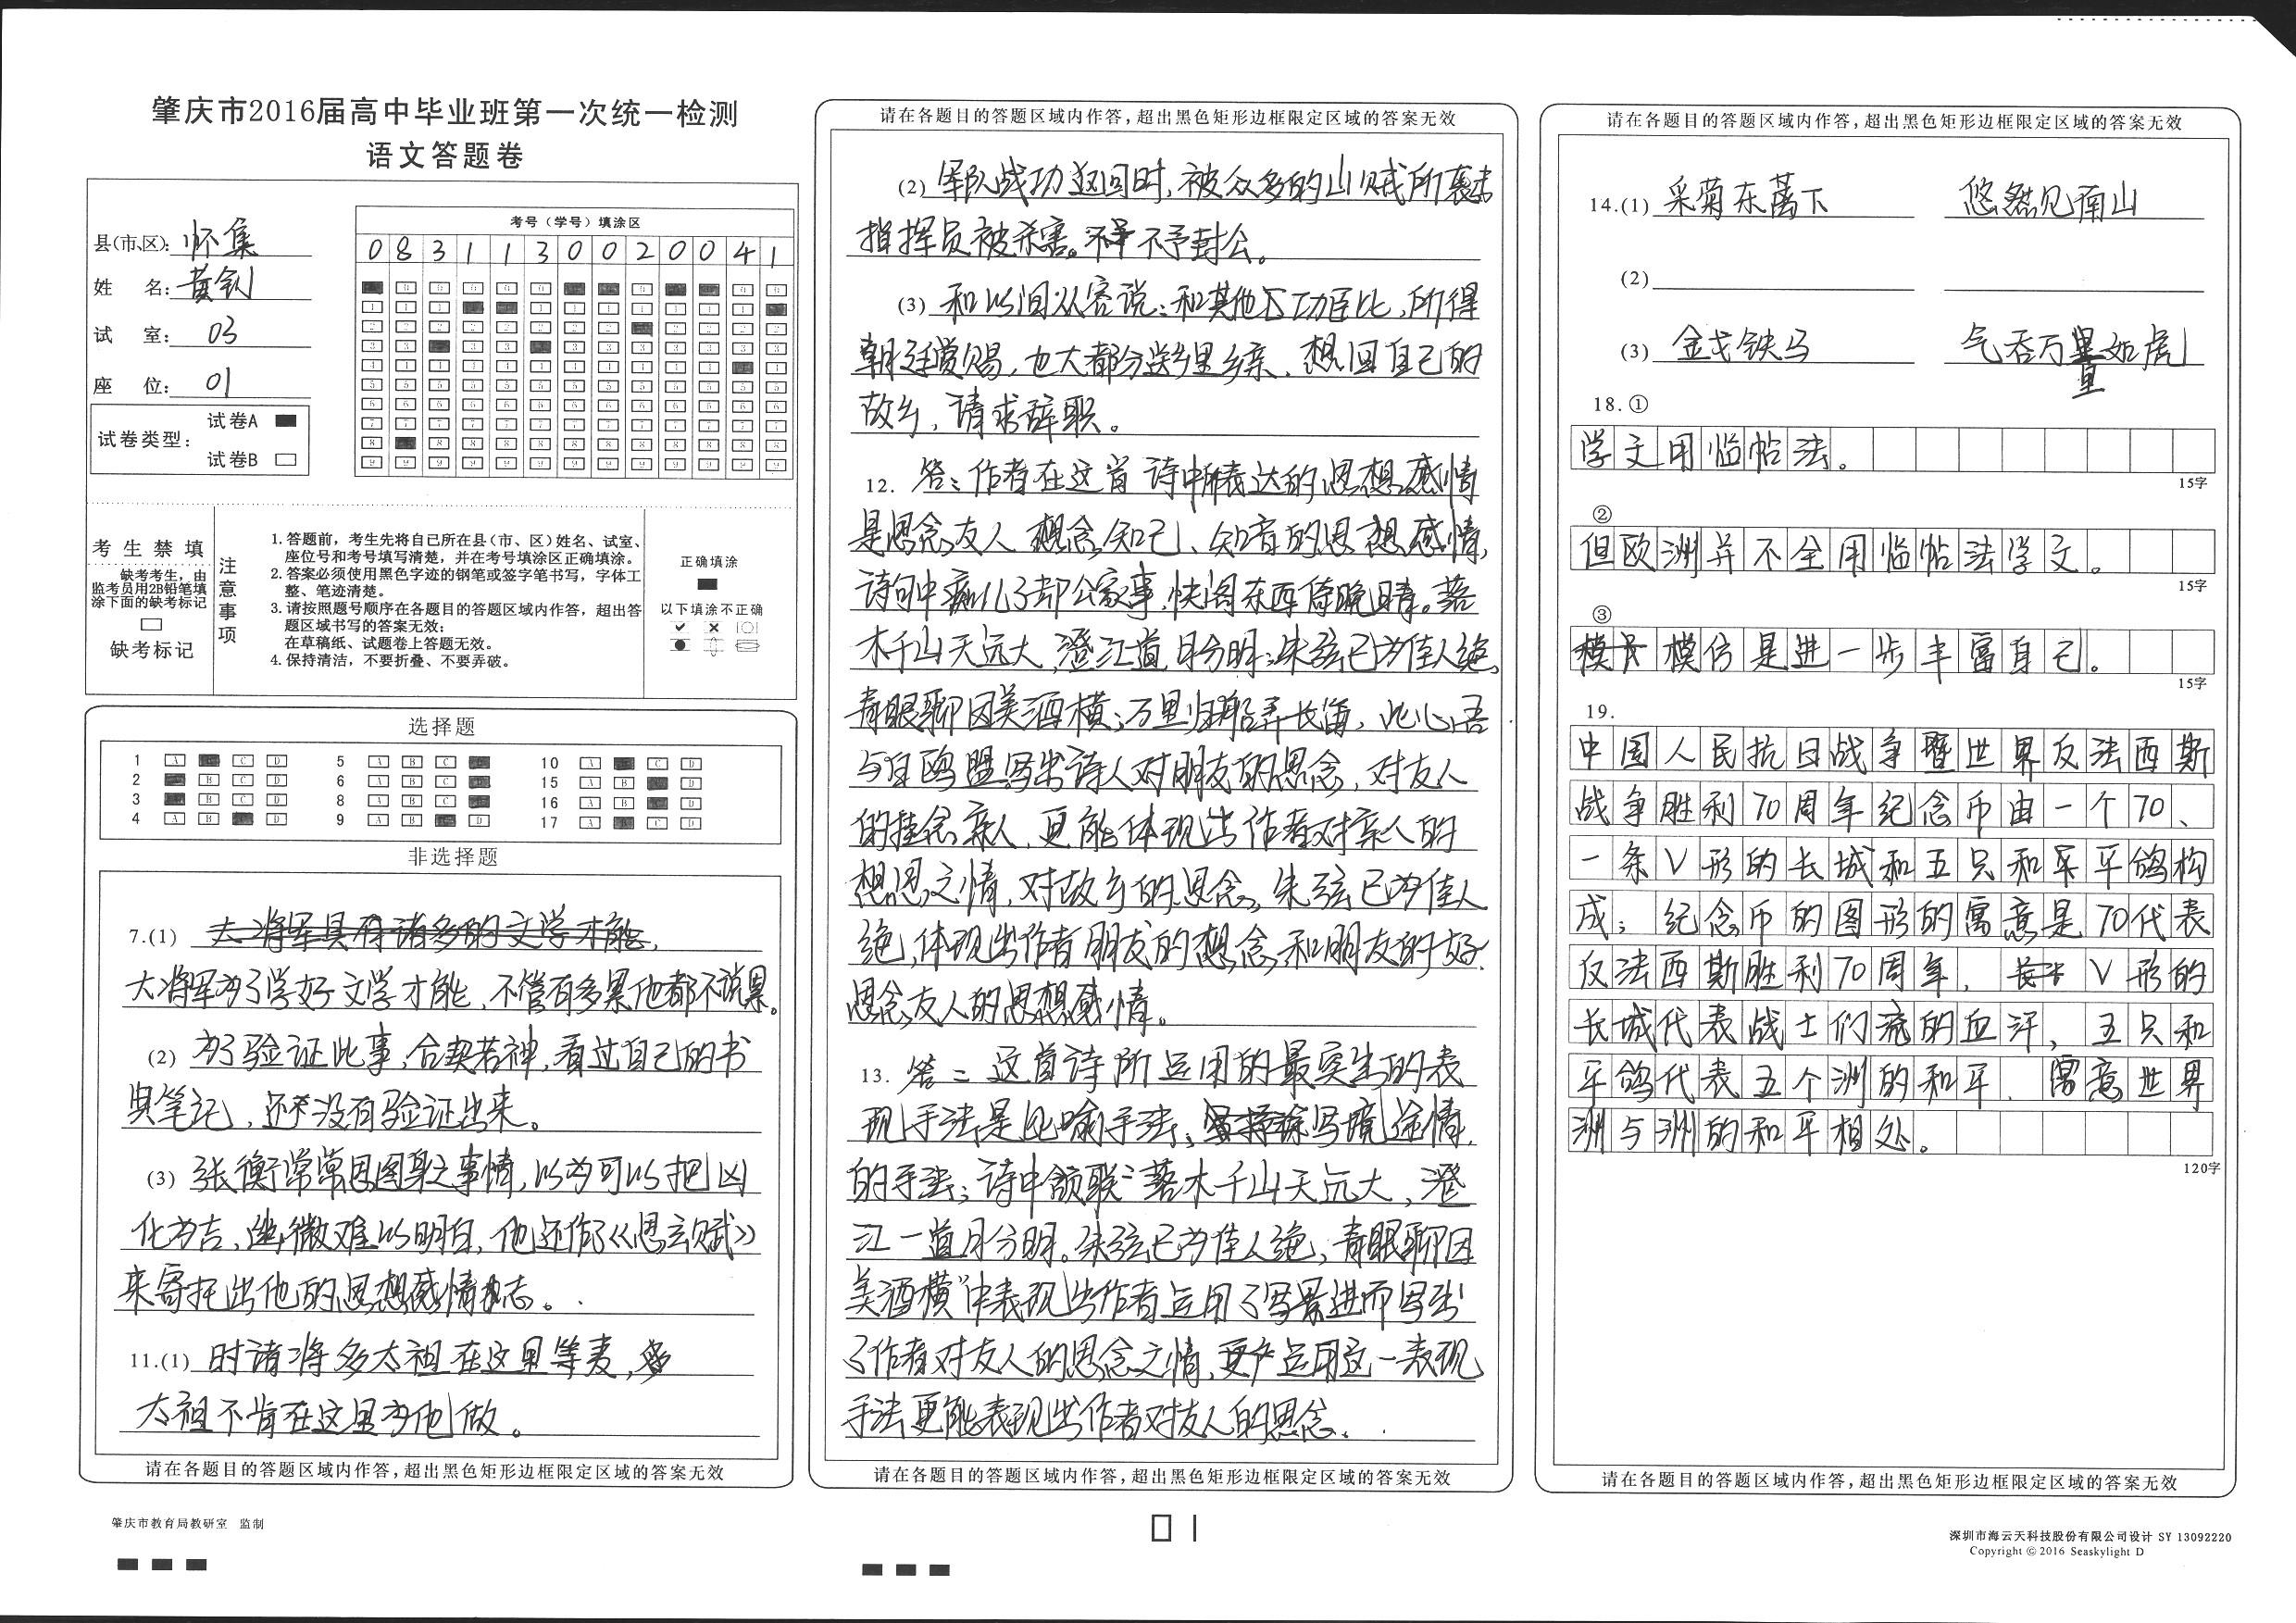 肇庆市2016届高中毕业班第一次统一检测
语文答题卷
县(市、区): 怀集
姓 名: 黄钊
试 室: 03
座 位: 01
试卷类型: 试卷A
试卷B
考号(学号)填涂区
0831130020041
考生禁填
缺考考生,由
监考员用2B铅笔填
涂下面的缺考标记
缺考标记
注意事项
1. 答题前,考生先将自己所在县(市、区)姓名、试室、
座位号和考号填写清楚,并在考号填涂区正确填涂。
2. 答案必须使用黑色字迹的钢笔或签字笔书写,字体工
整、笔迹清楚。
3. 请按照题号顺序在各题目的答题区域内作答,超出答
题区域书写的答案无效;
在草稿纸、试题卷上答题无效。
4. 保持清洁,不要折叠、不要弄破。
正确填涂
以下填涂不正确
选择题
1 A C D 5 A B C 10 A C D
2 B C D 6 A B C 15 A B D
3 B C D 8 A B C 16 A B D
4 A B D 9 A B D 17 A C D
非选择题
7.(1) 大将军具有诸多的文学才能,
大将军为了学好文学才能,不管有多累他都不说累。
(2) 为了验证此事,合契若神,看过自己的书
典笔记,还没有验证出来。
(3) 张衡常常思图身之事情,以为可以把凶
化为吉、幽微难以明白,他还作了《思玄赋》
来寄托出他的思想感情志。
11.(1) 时诸将多太祖在这里等麦,
太祖不肯在这里为他做。
请在各题目的答题区域内作答,超出黑色矩形边框限定区域的答案无效
肇庆市教育局教研室 监制
请在各题目的答题区域内作答,超出黑色矩形边框限定区域的答案无效
(2) 军队战功返回时,被众多的山贼所袭击
指挥员被杀害。不予封公。
(3) 和以间从容说:和其他功臣比,所得
朝廷赏赐,也大都分送乡里乡亲,想回自己的
故乡,请求辞职。
12. 答:作者在这首诗中表达的思想感情
是思念友人 想念知己、知音的思想感情,
诗句中痴儿了却公家事,快阁东西倚晚晴。落
木千山天远大,澄江道月分明;朱弦已为佳人绝,
青眼聊因美酒横;万里归船弄长笛,此心吾
与白鸥盟写出诗人对朋友的思念,对友人
的挂念亲人,更能体现出作者对亲人的
想思之情,对故乡的思念。朱弦已为佳人
绝,体现出作者朋友的想念和朋友的好
思念友人的思想感情。
13. 答:这首诗所运用的最突出的表
现手法是比喻手法;写境途情,
的手法;诗中颔联“落木千山天远大,澄
江一道月分明。朱弦已为佳人绝,青眼聊因
美酒横”中表现出作者运用了写景进而写出
了作者对友人的思念之情,运用这一表现
手法更能表现出作者对友人的思念。
请在各题目的答题区域内作答,超出黑色矩形边框限定区域的答案无效
请在各题目的答题区域内作答,超出黑色矩形边框限定区域的答案无效
14.(1) 采菊东蓠下 悠然见南山
(2)
(3) 金戈铁马 气吞万里如虎
18. ①
学文用临帖法。
15字
②
但欧洲并不全用临帖法学文。
15字
③
模仿是进一步丰富自己。
15字
19.
中国人民抗日战争暨世界反法西斯
战争胜利70周年纪念币由一个70、
一条V形的长城和五只和平鸽构
成;纪念币的图形的寓意是70代表
反法西斯胜利70周年,V形的
长城代表战士们流的血汗,五只和
平鸽代表五个洲的和平,寓意世界
洲与洲的和平相处。
120字
请在各题目的答题区域内作答,超出黑色矩形边框限定区域的答案无效
深圳市海云天科技股份有限公司设计 SY 13092220
Copyright © 2016 Seaskylight D